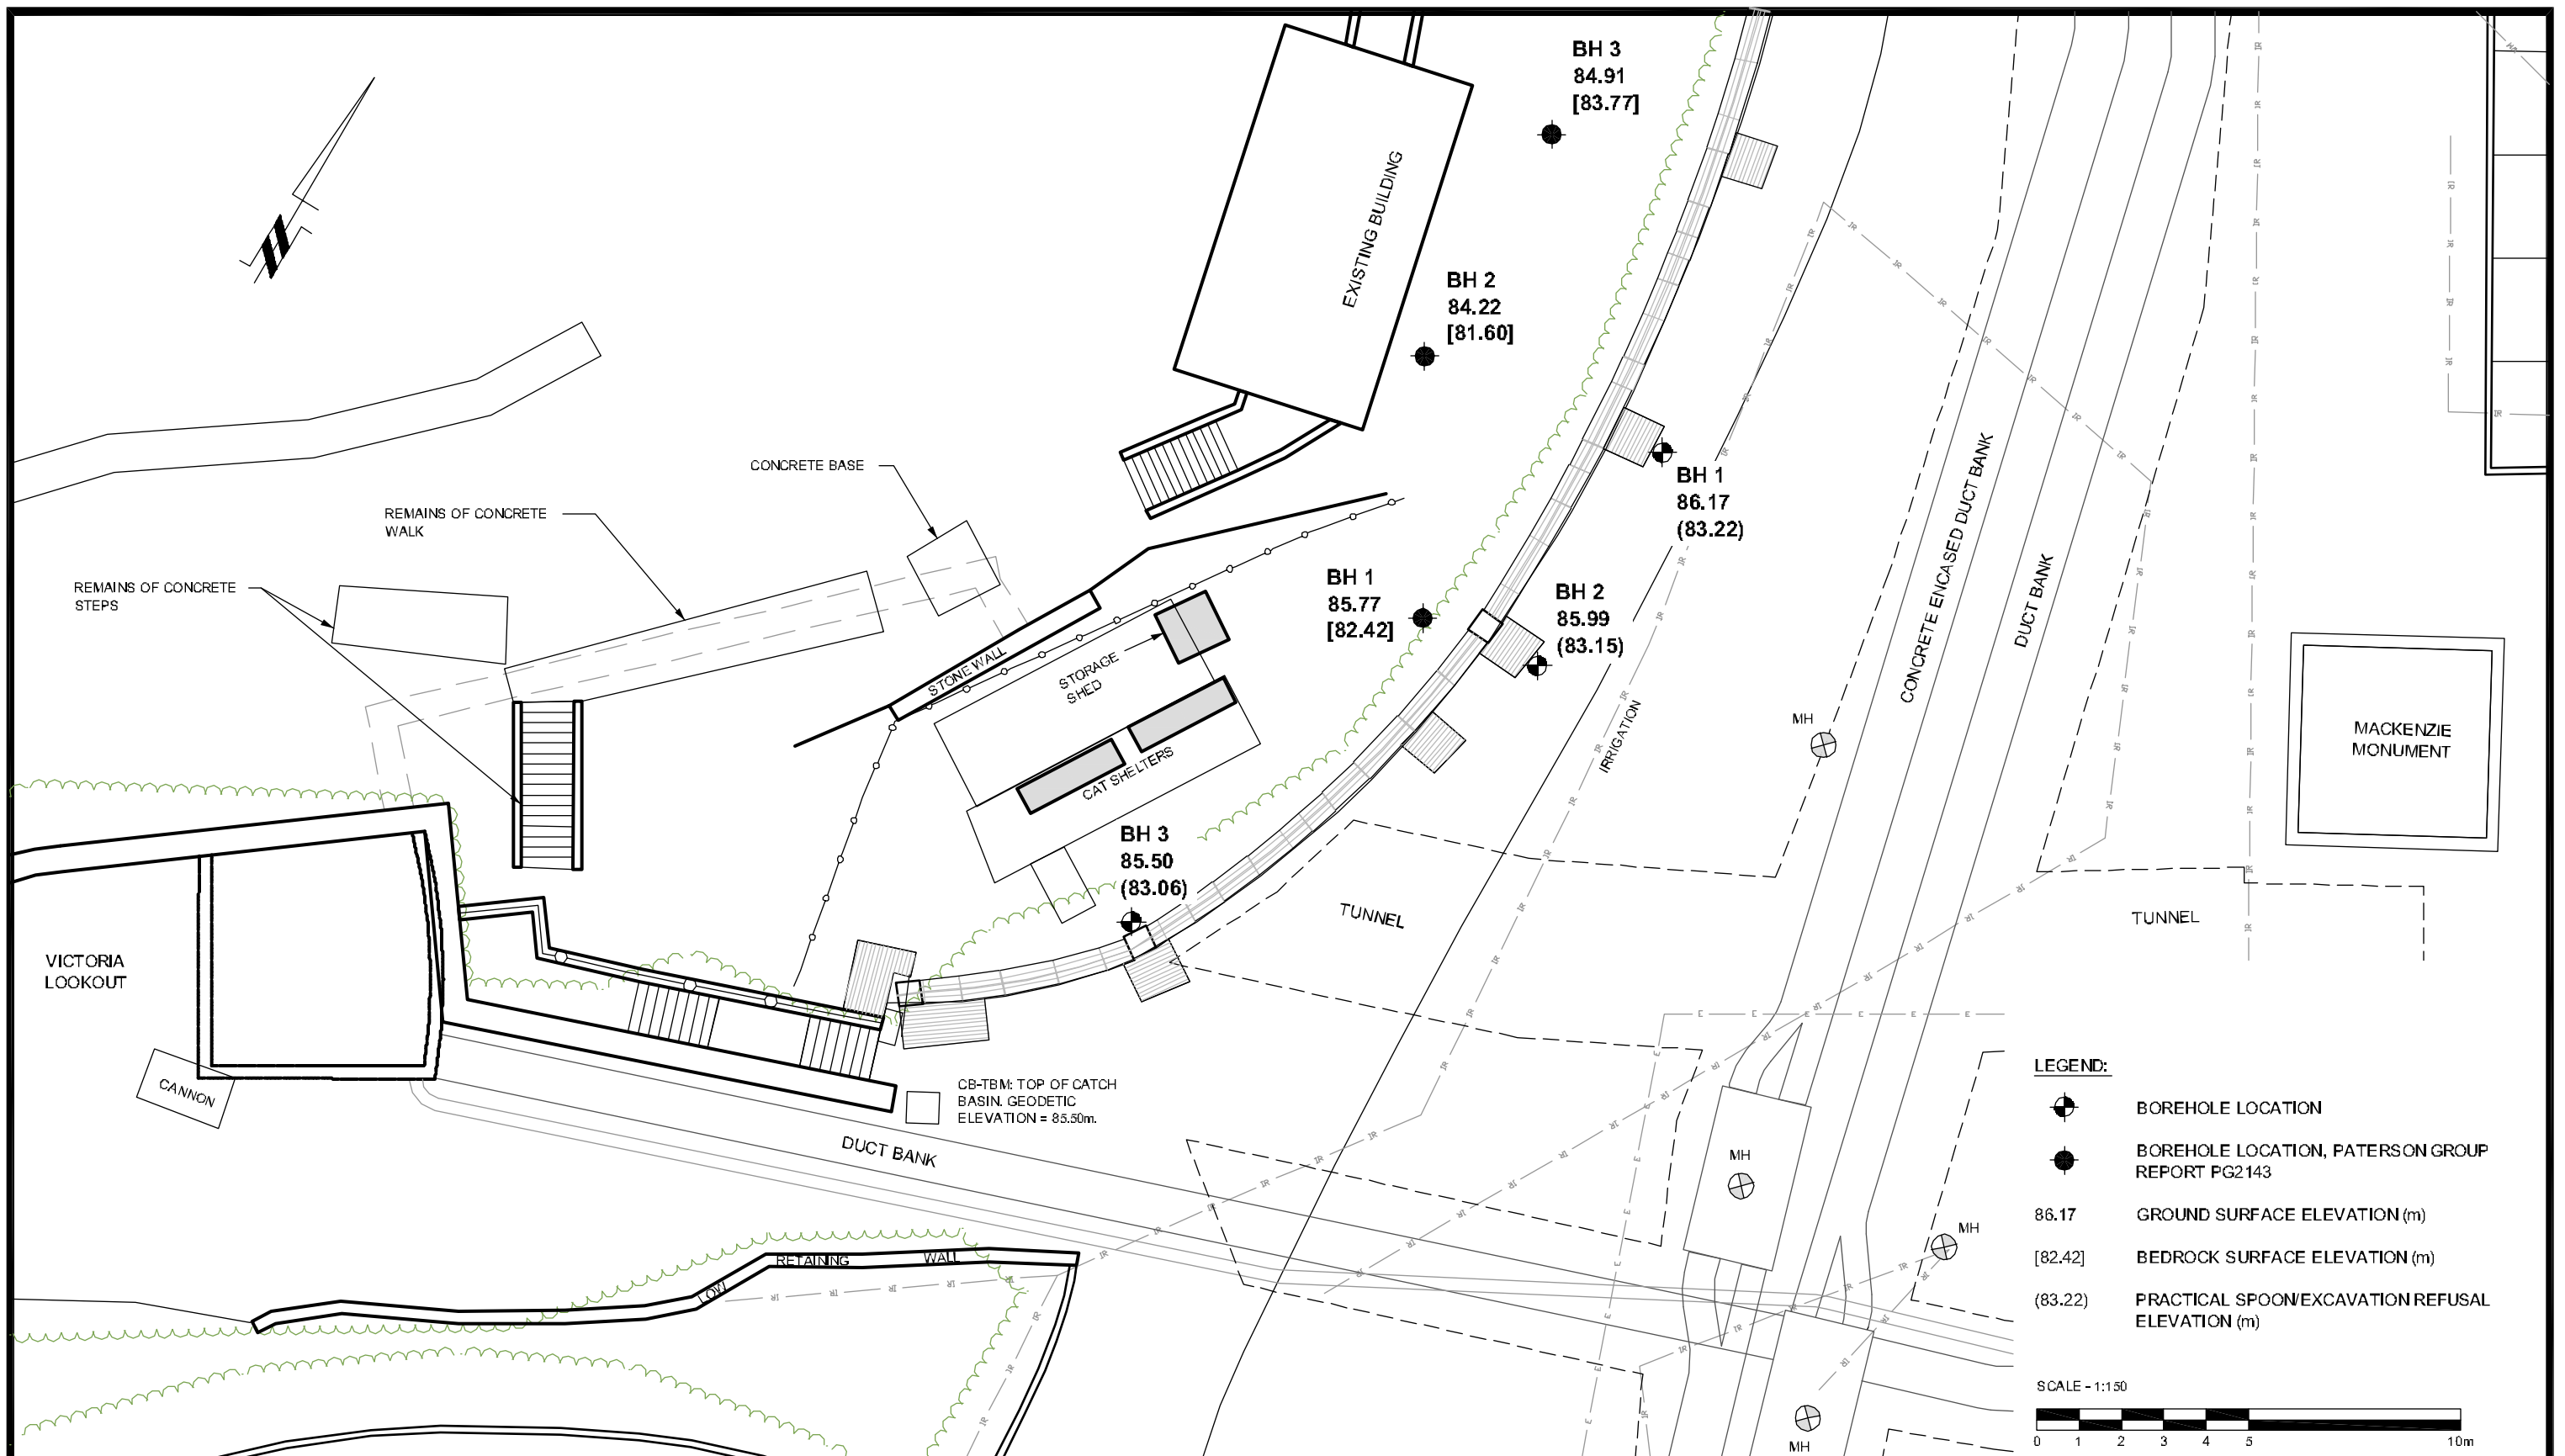 BH 3
84.91
[83.77]
EXISTING BUILDING
BH 2
84.22
[81.60]
CONCRETE BASE
REMAINS OF CONCRETE
WALK
REMAINS OF CONCRETE
STEPS
BH 1
86.17
(83.22)
BH 1
85.77
[82.42]
BH 2
85.99
(83.15)
STONE WALL
STORAGE
SHED
CAT SHELTERS
IRRIGATION
CONCRETE ENCASED DUCT BANK
DUCT BANK
MH
MACKENZIE
MONUMENT
BH 3
85.50
(83.06)
TUNNEL
TUNNEL
VICTORIA
LOOKOUT
CANNON
CB-TBM: TOP OF CATCH
BASIN. GEODETIC
ELEVATION = 85.50m.
DUCT BANK
MH
MH
MH
LOW RETAINING WALL
LEGEND:
BOREHOLE LOCATION
BOREHOLE LOCATION, PATERSON GROUP
REPORT PG2143
86.17 GROUND SURFACE ELEVATION (m)
[82.42] BEDROCK SURFACE ELEVATION (m)
(83.22) PRACTICAL SPOON/EXCAVATION REFUSAL
ELEVATION (m)
SCALE - 1:150
0 1 2 3 4 5 10m